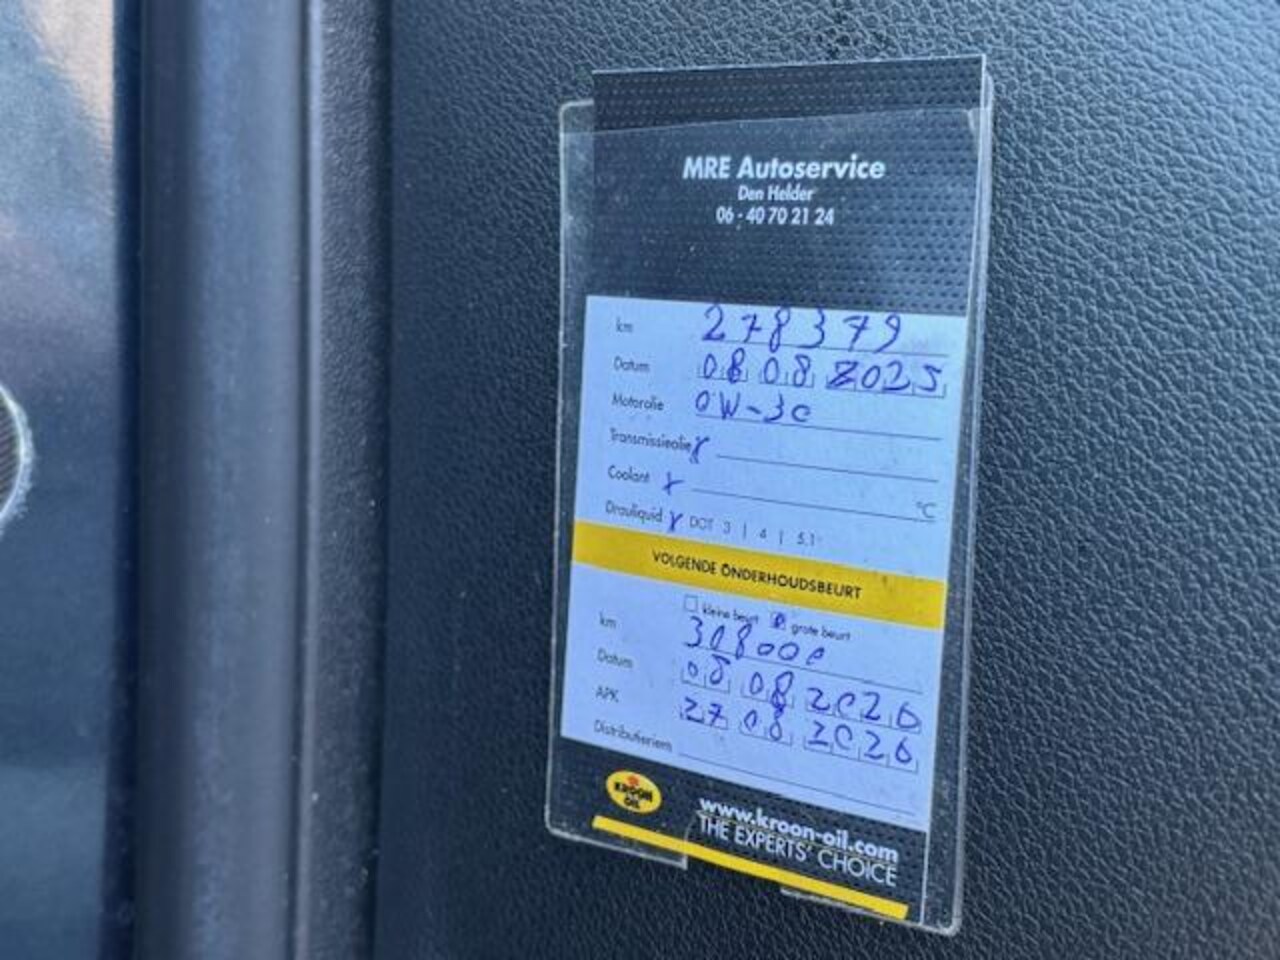 MRE Autoservice
Den Helder
06 - 40 70 21 24
km 278379
Datum 08 08 2025
Motorolie 0W-30
Transmissieolie x
Coolant x °C
Drauliquid x DOT 3 | 4 | 5.1
VOLGENDE ONDERHOUDSBEURT
kleine beurt grote beurt
km 308000
Datum 08 08 2026
APK 27 08 2026
Distributieriem
KROON OIL
www.kroon-oil.com
THE EXPERTS' CHOICE